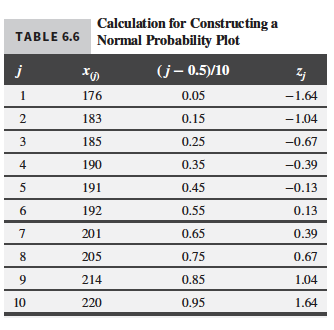 TABLE 6.6 Calculation for Constructing a Normal Probability Plot
j x(j) (j – 0.5)/10 zj
1 176 0.05 −1.64
2 183 0.15 −1.04
3 185 0.25 −0.67
4 190 0.35 −0.39
5 191 0.45 −0.13
6 192 0.55 0.13
7 201 0.65 0.39
8 205 0.75 0.67
9 214 0.85 1.04
10 220 0.95 1.64